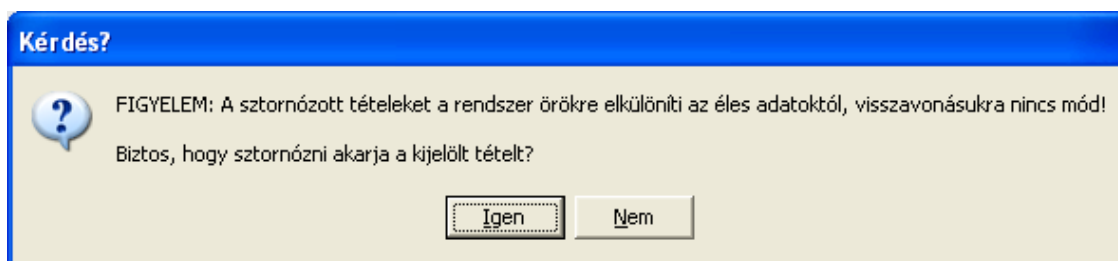 Kérdés?
FIGYELEM: A sztornózott tételeket a rendszer örökre elkülöníti az éles adatoktól, visszavonásukra nincs mód!
Biztos, hogy sztornózni akarja a kijelölt tételt?
Igen Nem